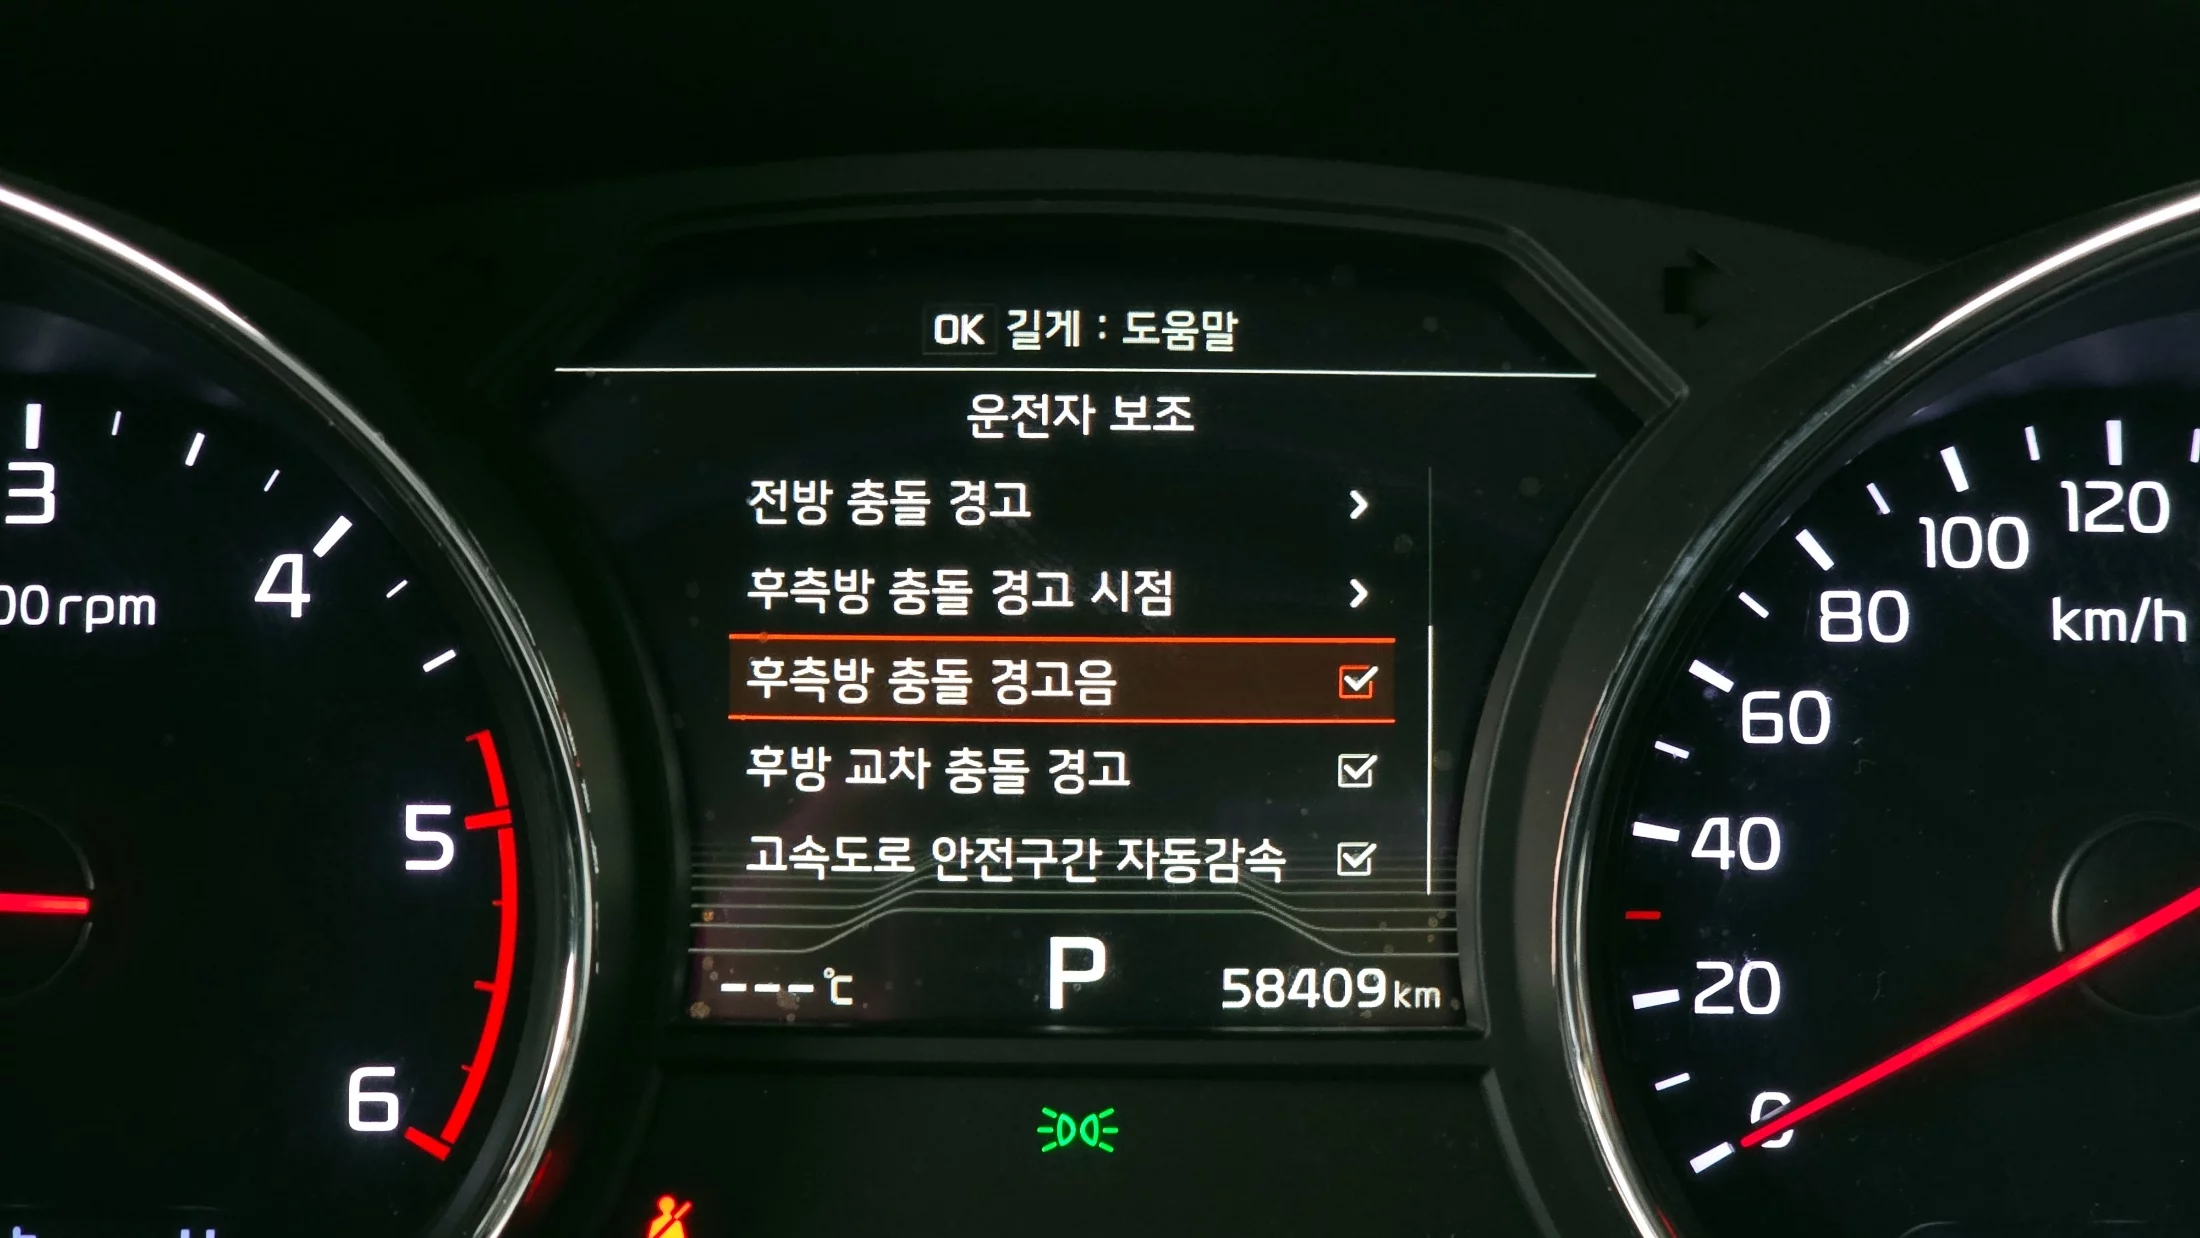 OK 길게 : 도움말
운전자 보조
전방 충돌 경고
후측방 충돌 경고 시점
후측방 충돌 경고음
후방 교차 충돌 경고
고속도로 안전구간 자동감속
---℃
P
58409km
3
4
5
6
00rpm
120
100
80
km/h
60
40
20
0